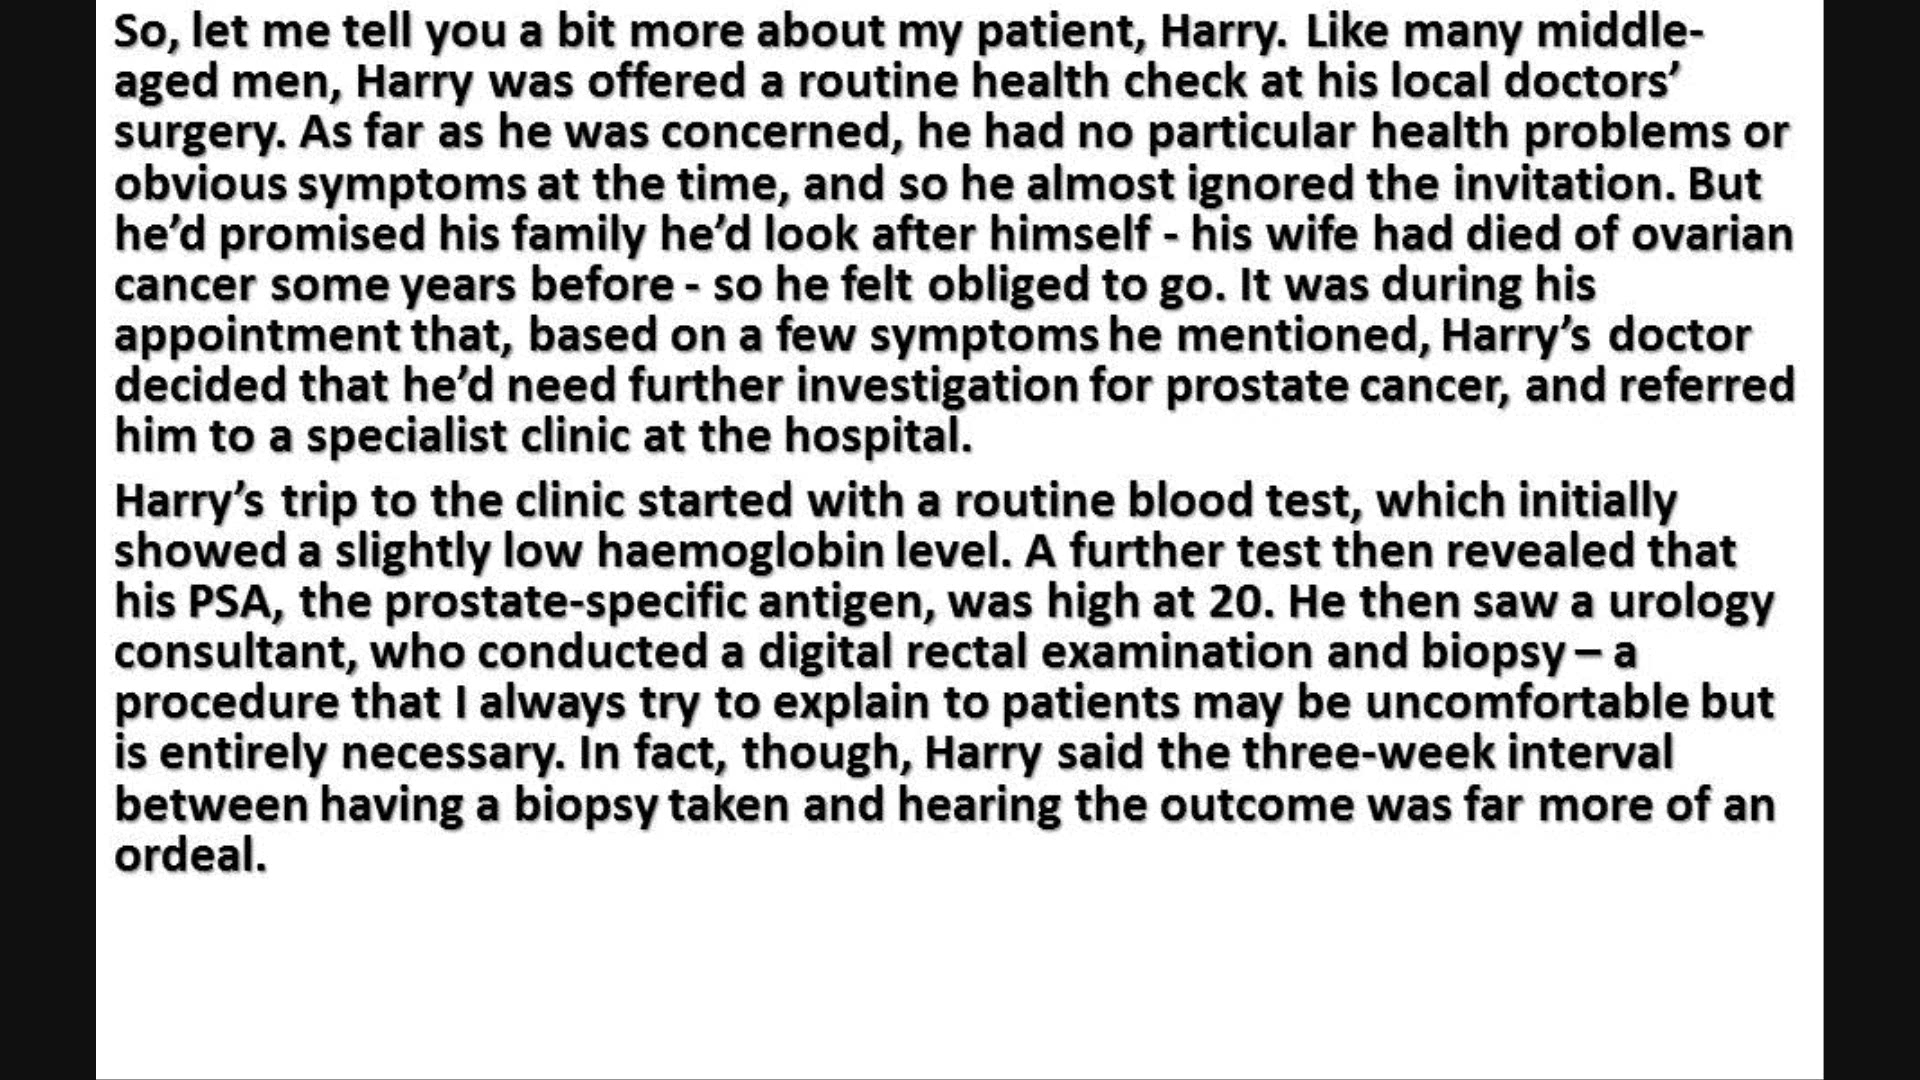 So, let me tell you a bit more about my patient, Harry. Like many middle-
aged men, Harry was offered a routine health check at his local doctors’
surgery. As far as he was concerned, he had no particular health problems or
obvious symptoms at the time, and so he almost ignored the invitation. But
he’d promised his family he’d look after himself - his wife had died of ovarian
cancer some years before - so he felt obliged to go. It was during his
appointment that, based on a few symptoms he mentioned, Harry’s doctor
decided that he’d need further investigation for prostate cancer, and referred
him to a specialist clinic at the hospital.
Harry’s trip to the clinic started with a routine blood test, which initially
showed a slightly low haemoglobin level. A further test then revealed that
his PSA, the prostate-specific antigen, was high at 20. He then saw a urology
consultant, who conducted a digital rectal examination and biopsy – a
procedure that I always try to explain to patients may be uncomfortable but
is entirely necessary. In fact, though, Harry said the three-week interval
between having a biopsy taken and hearing the outcome was far more of an
ordeal.